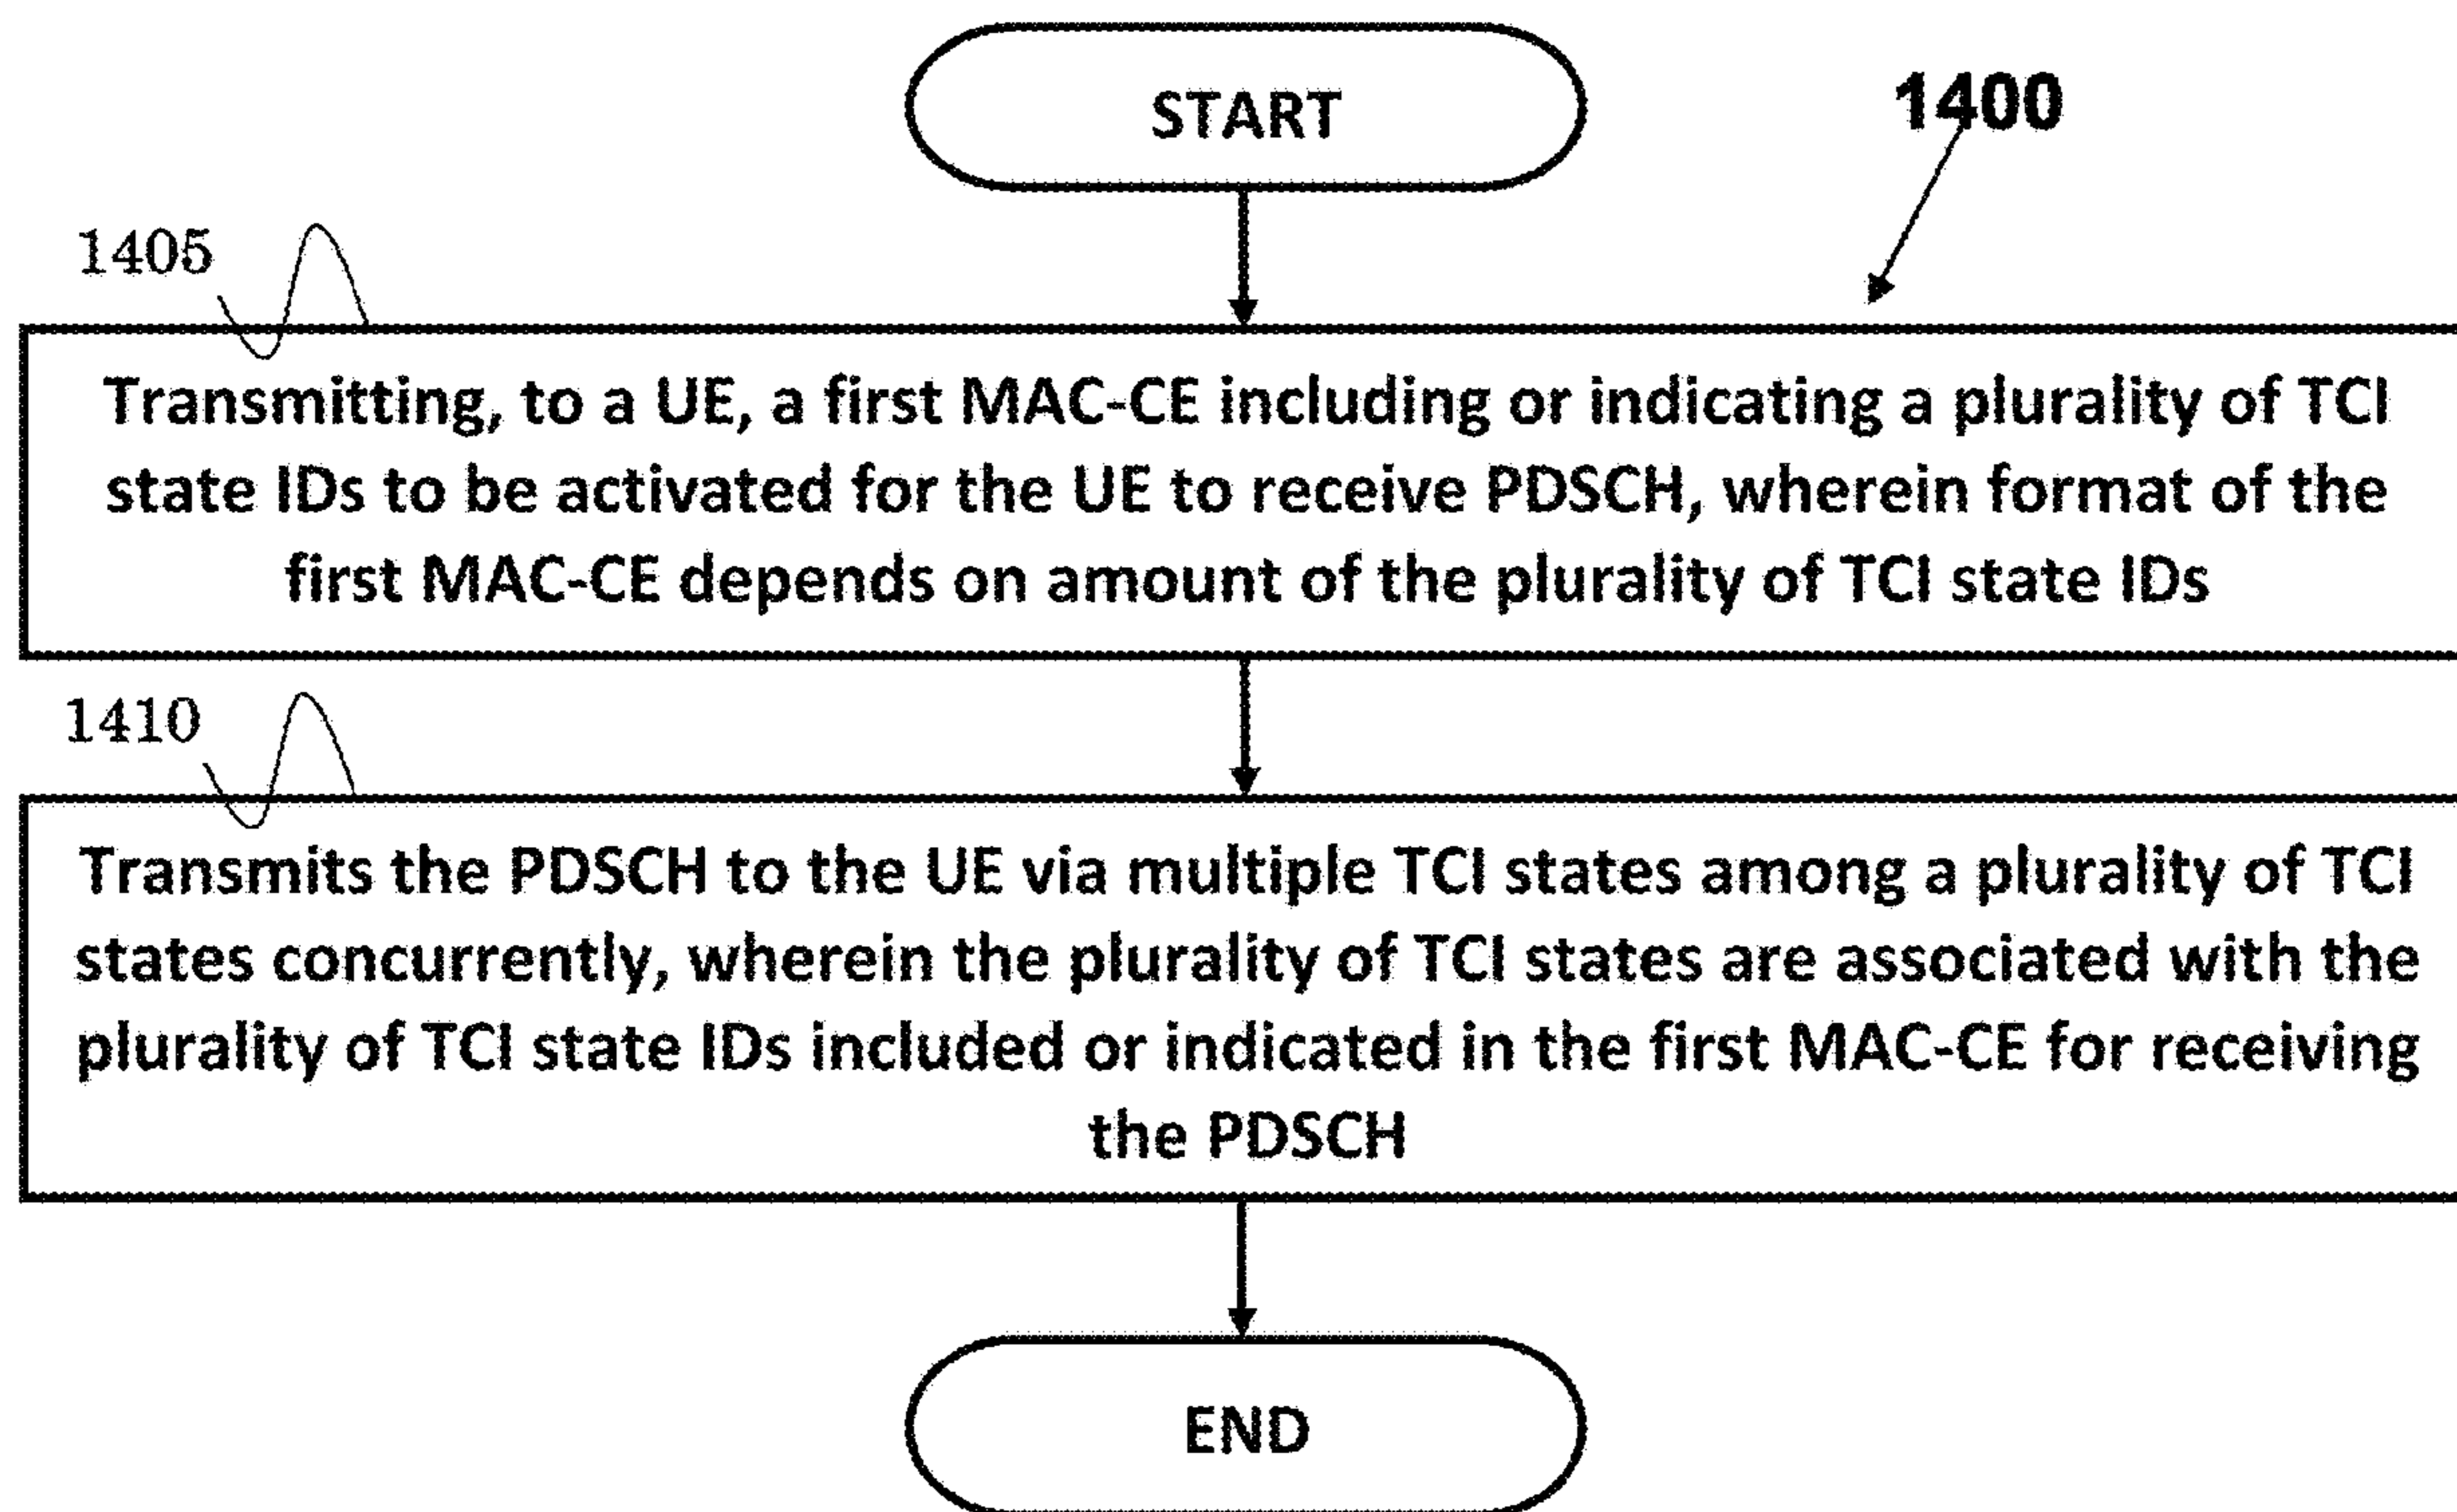 START
1400
1405
Transmitting, to a UE, a first MAC-CE including or indicating a plurality of TCI
state IDs to be activated for the UE to receive PDSCH, wherein format of the
first MAC-CE depends on amount of the plurality of TCI state IDs
1410
Transmits the PDSCH to the UE via multiple TCI states among a plurality of TCI
states concurrently, wherein the plurality of TCI states are associated with the
plurality of TCI state IDs included or indicated in the first MAC-CE for receiving
the PDSCH
END